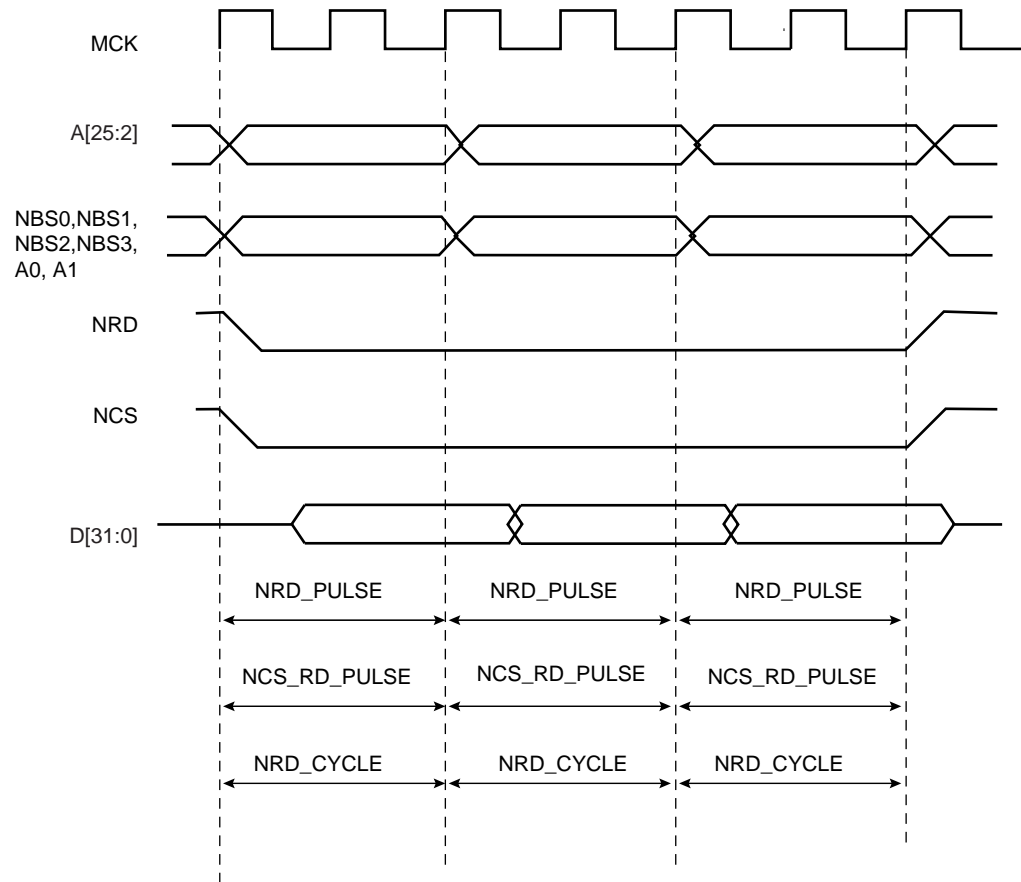 MCK
A[25:2]
NBS0,NBS1,
NBS2,NBS3,
A0, A1
NRD
NCS
D[31:0]
NRD_PULSE NRD_PULSE NRD_PULSE
NCS_RD_PULSE NCS_RD_PULSE NCS_RD_PULSE
NRD_CYCLE NRD_CYCLE NRD_CYCLE